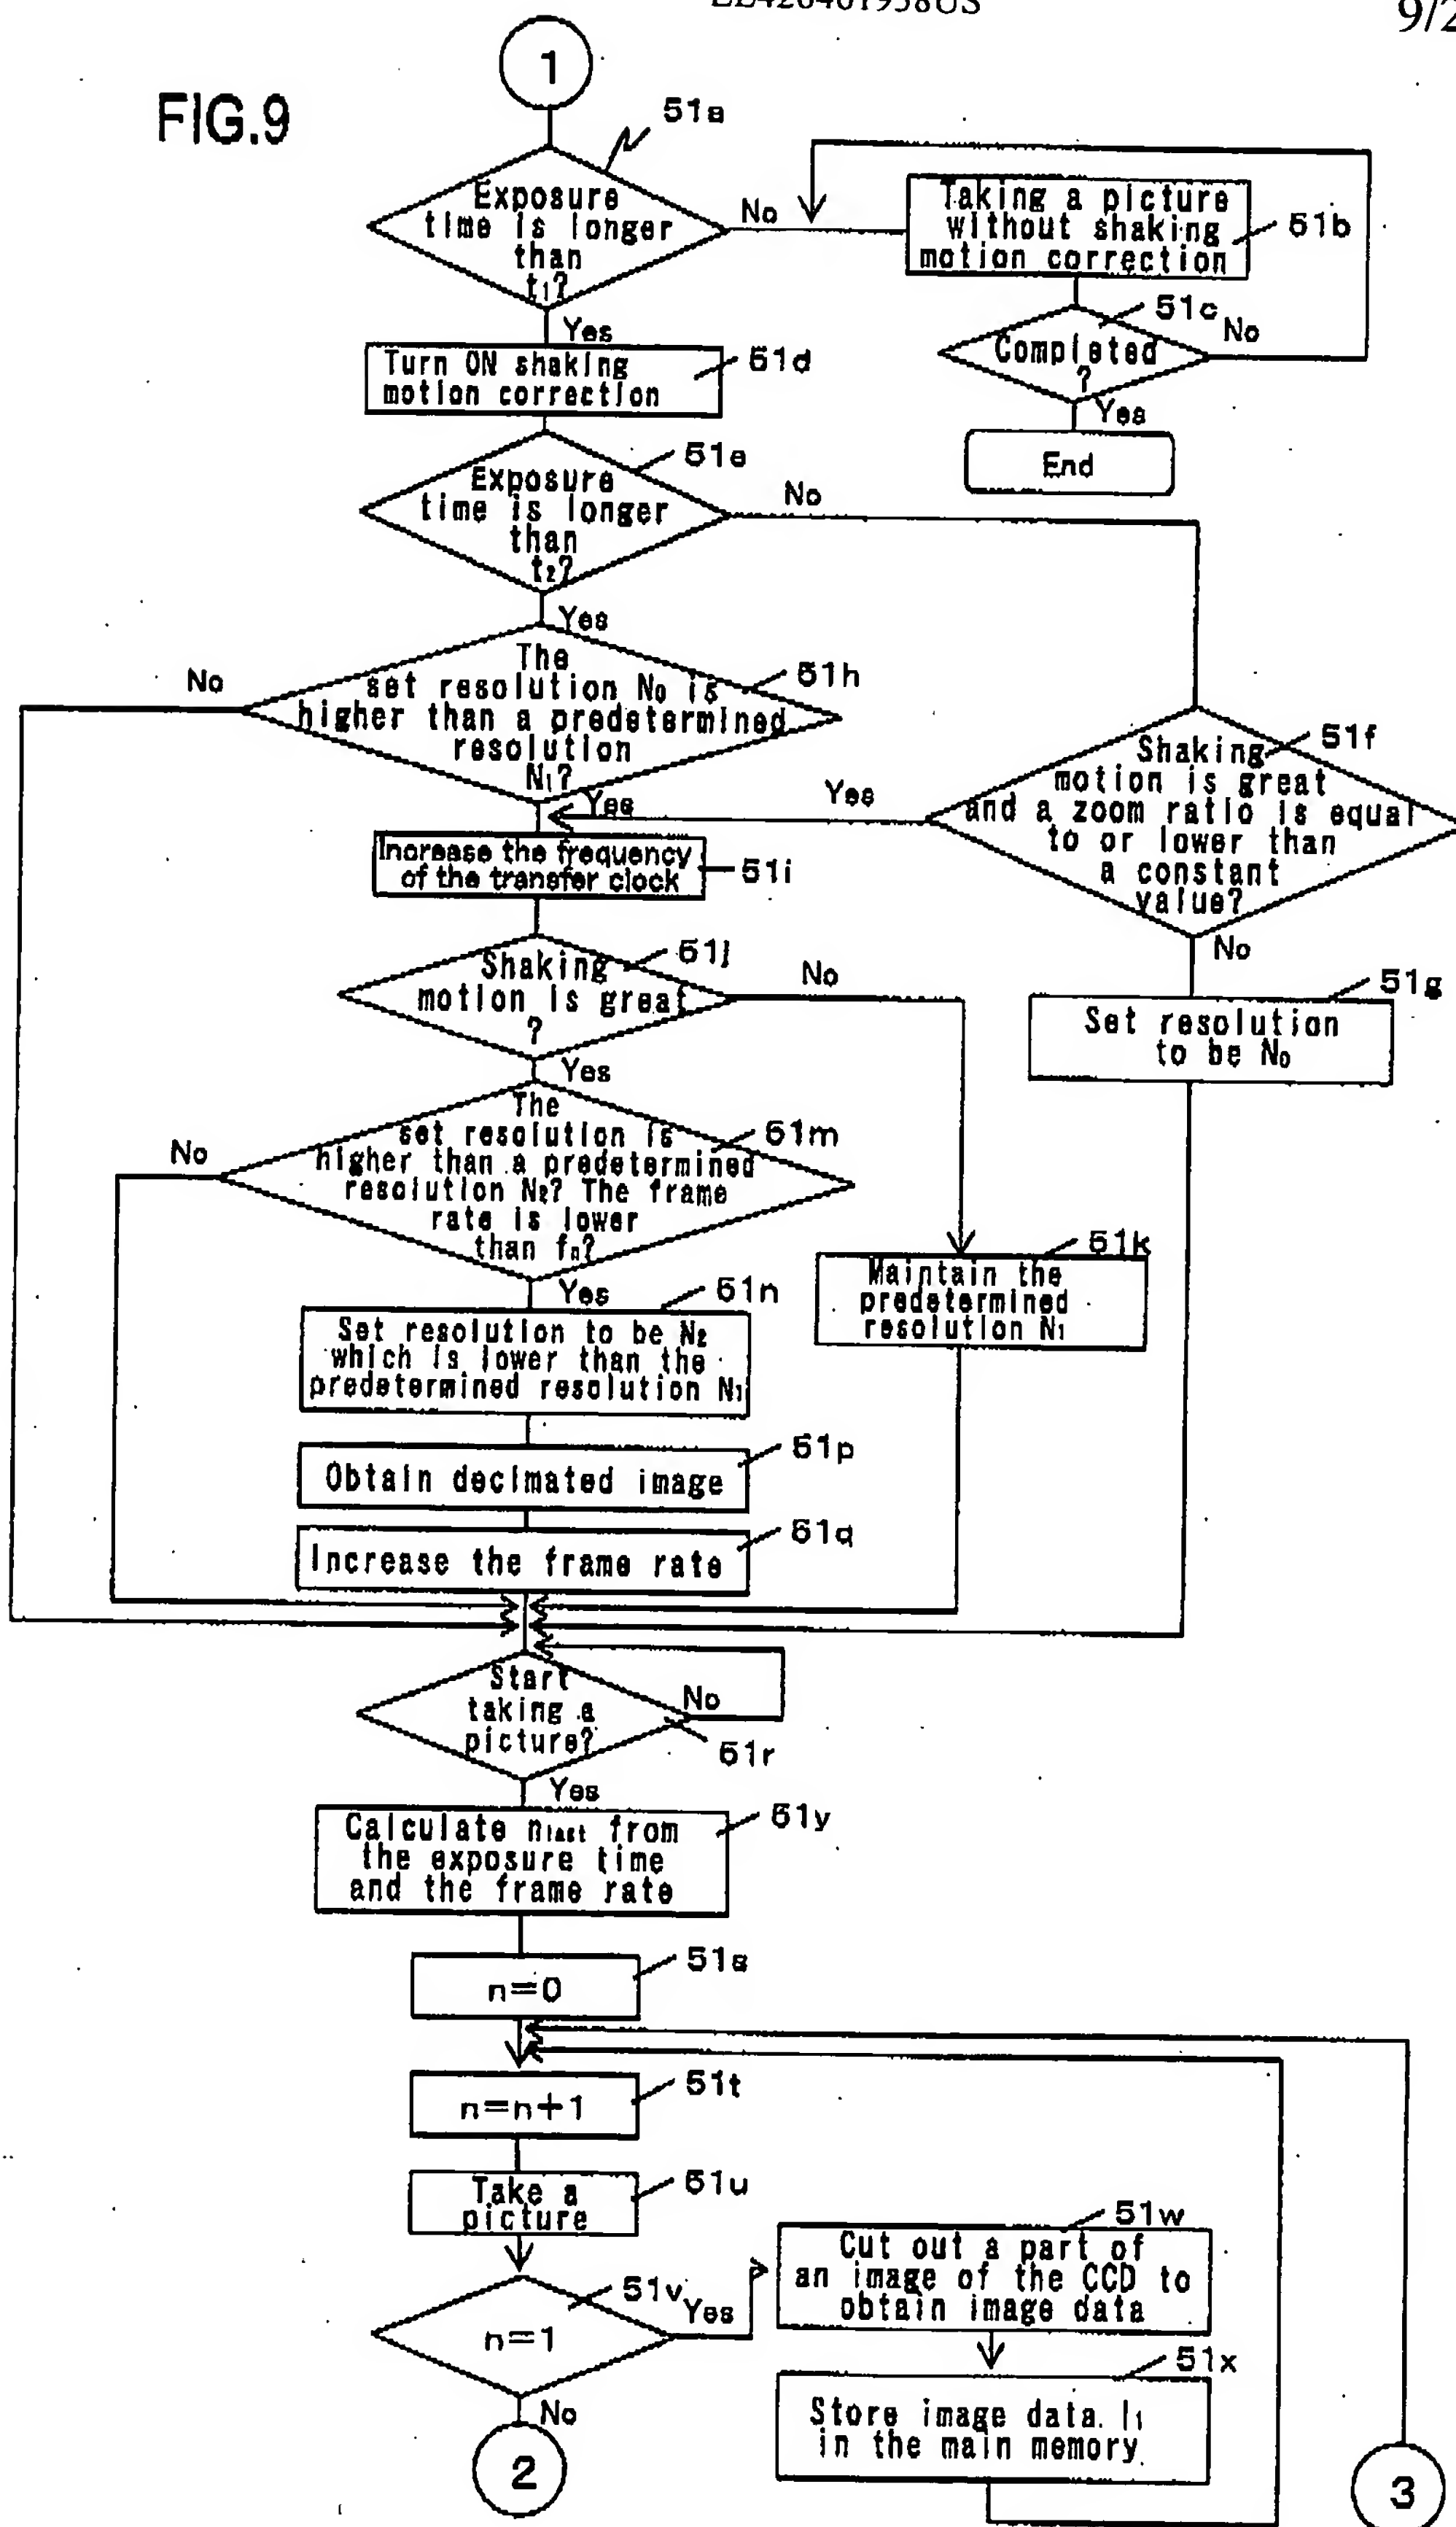 9/2
FIG.9
1
51a
Exposure
time is longer
than
t₁?
No
Yes
Taking a picture
without shaking
motion correction
51b
51c
Completed
?
No
Yes
End
Turn ON shaking
motion correction
51d
51e
Exposure
time is longer
than
t₂?
No
Yes
The
set resolution N₀ is
higher than a predetermined
resolution
N₁?
51h
No
Yes
Shaking
motion is great
and a zoom ratio is equal
to or lower than
a constant
value?
51f
Yes
No
Increase the frequency
of the transfer clock
51i
Shaking
motion is great
?
51j
No
Yes
51g
Set resolution
to be N₀
The
set resolution is
higher than a predetermined
resolution N₂? The frame
rate is lower
than fₙ?
51m
No
Yes
51k
Maintain the
predetermined
resolution N₁
51n
Set resolution to be N₂
which is lower than the
predetermined resolution N₁
51p
Obtain decimated image
51q
Increase the frame rate
Start
taking a
picture?
No
51r
Yes
Calculate nlast from
the exposure time
and the frame rate
51y
51s
n=0
51t
n=n+1
51u
Take a
picture
51v
n=1
Yes
No
51w
Cut out a part of
an image of the CCD to
obtain image data
51x
Store image data I₁
in the main memory
2
3